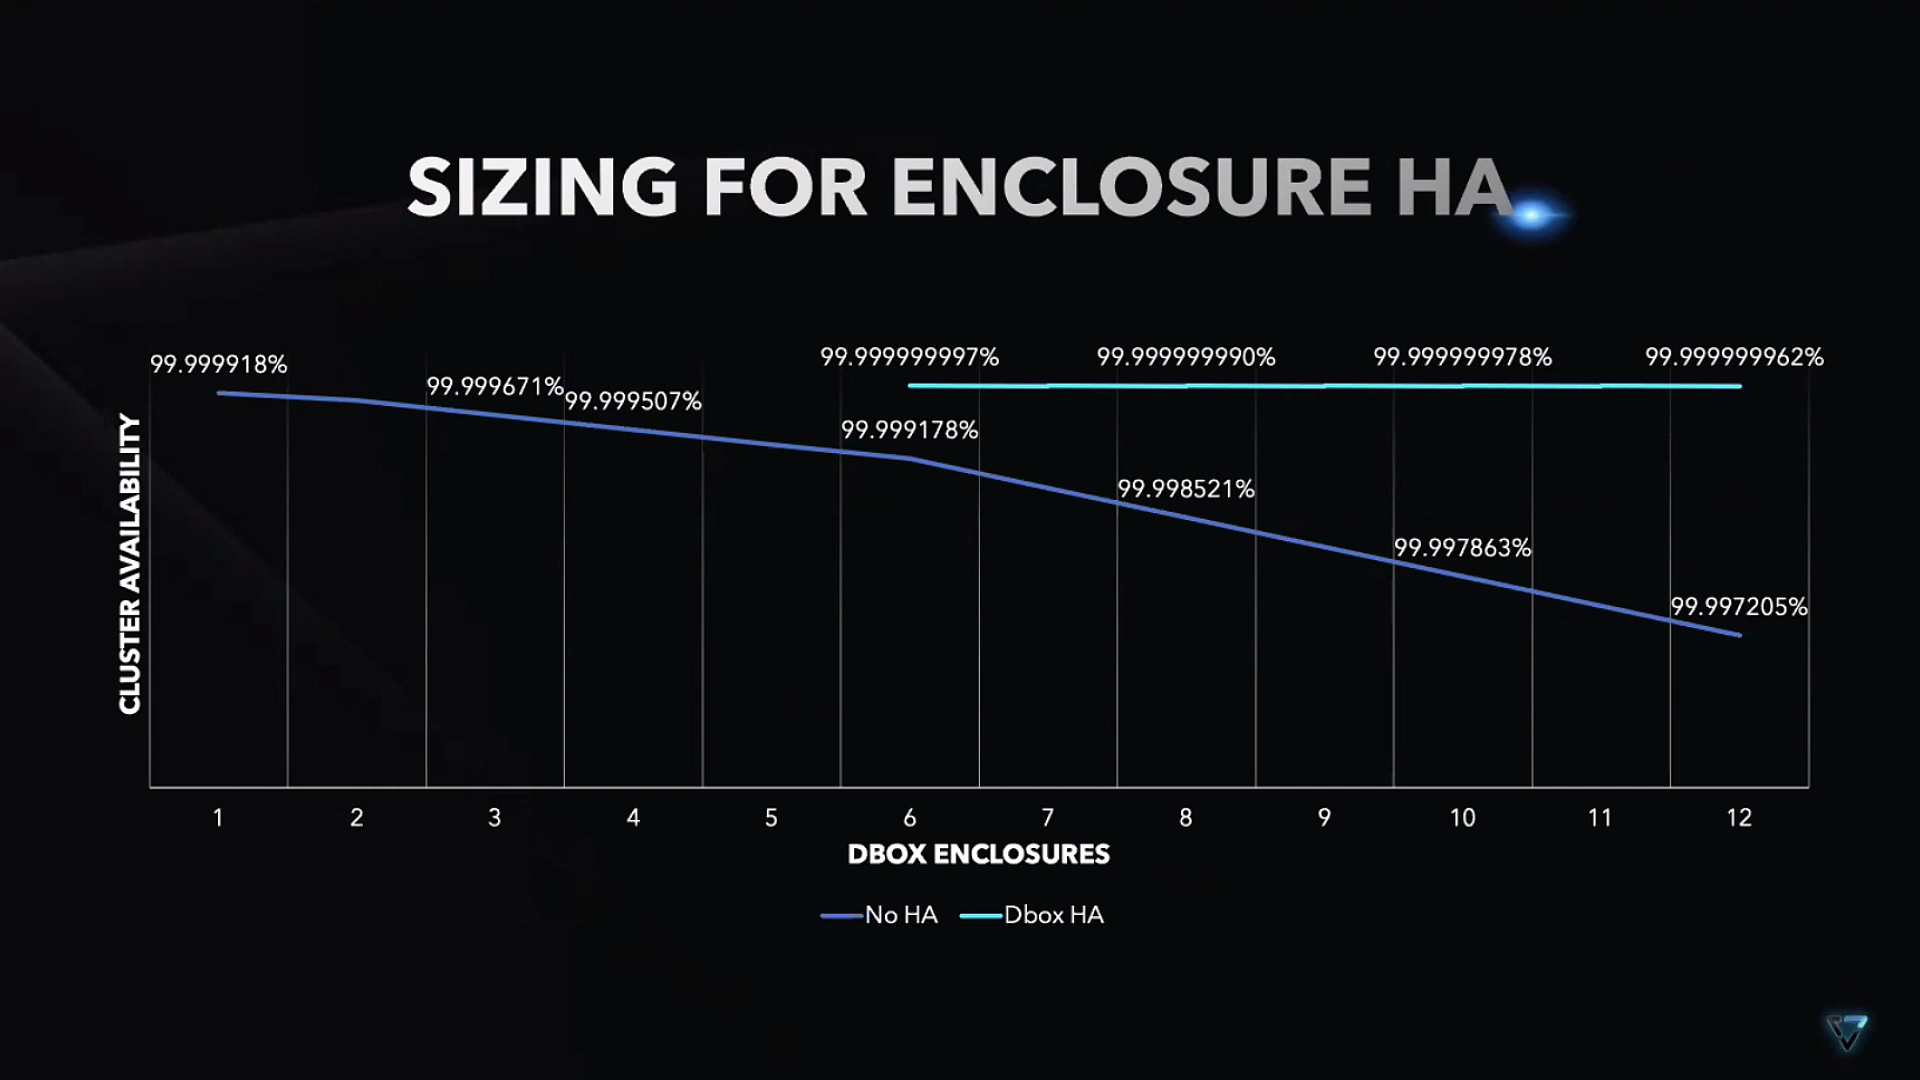 SIZING FOR ENCLOSURE HA
99.999918%
99.999671%
99.999507%
99.999178%
99.998521%
99.997863%
99.997205%
99.999999997%
99.999999990%
99.999999978%
99.999999962%
CLUSTER AVAILABILITY
1 2 3 4 5 6 7 8 9 10 11 12
DBOX ENCLOSURES
No HA Dbox HA